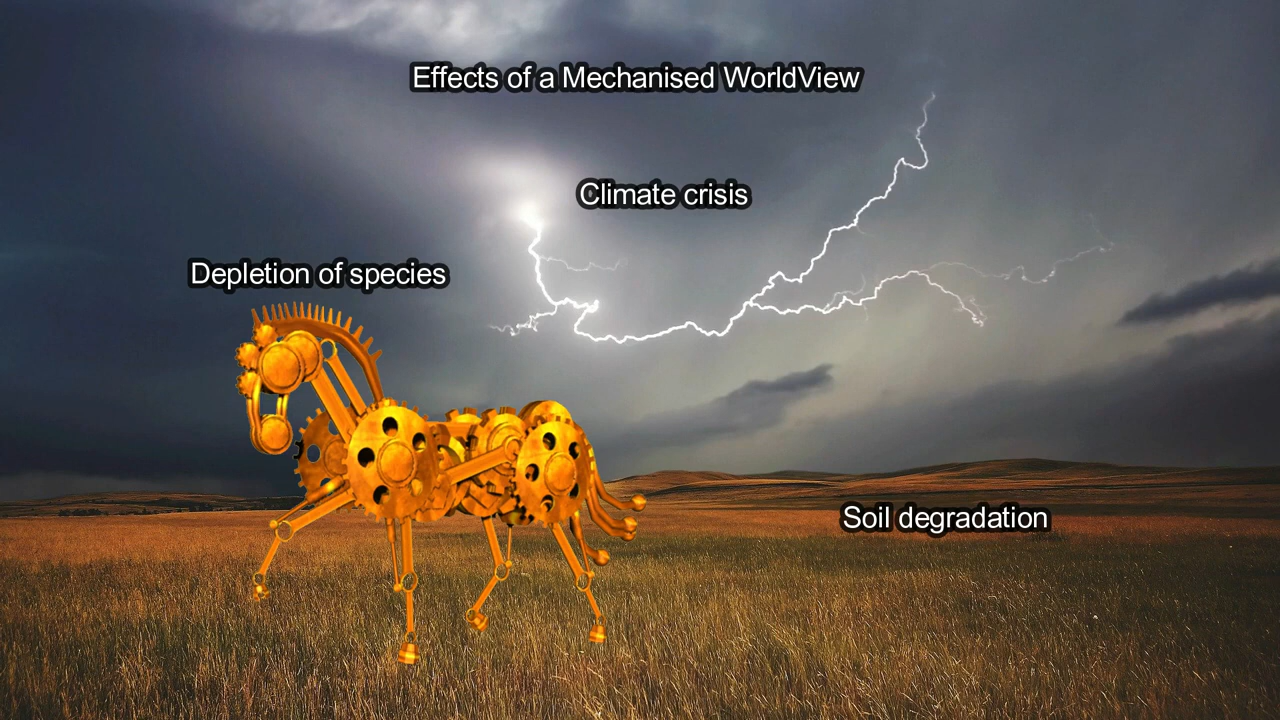 Effects of a Mechanised WorldView
Climate crisis
Depletion of species
Soil degradation